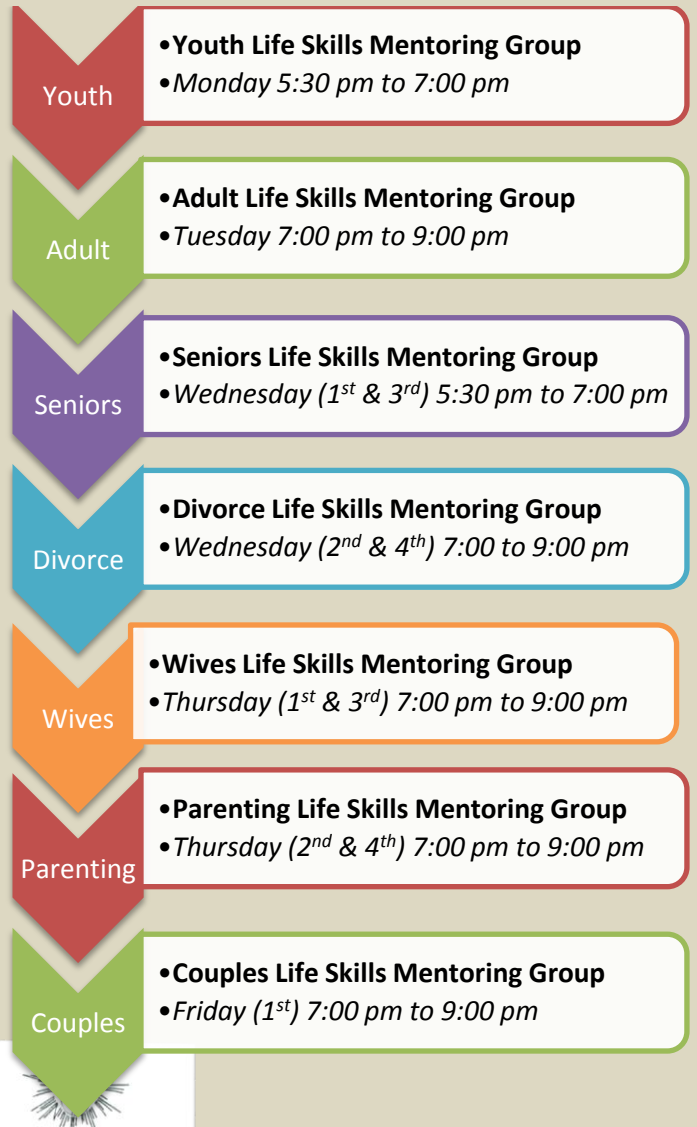 Youth
•Youth Life Skills Mentoring Group
•Monday 5:30 pm to 7:00 pm
Adult
•Adult Life Skills Mentoring Group
•Tuesday 7:00 pm to 9:00 pm
Seniors
•Seniors Life Skills Mentoring Group
•Wednesday (1st & 3rd) 5:30 pm to 7:00 pm
Divorce
•Divorce Life Skills Mentoring Group
•Wednesday (2nd & 4th) 7:00 to 9:00 pm
Wives
•Wives Life Skills Mentoring Group
•Thursday (1st & 3rd) 7:00 pm to 9:00 pm
Parenting
•Parenting Life Skills Mentoring Group
•Thursday (2nd & 4th) 7:00 pm to 9:00 pm
Couples
•Couples Life Skills Mentoring Group
•Friday (1st) 7:00 pm to 9:00 pm